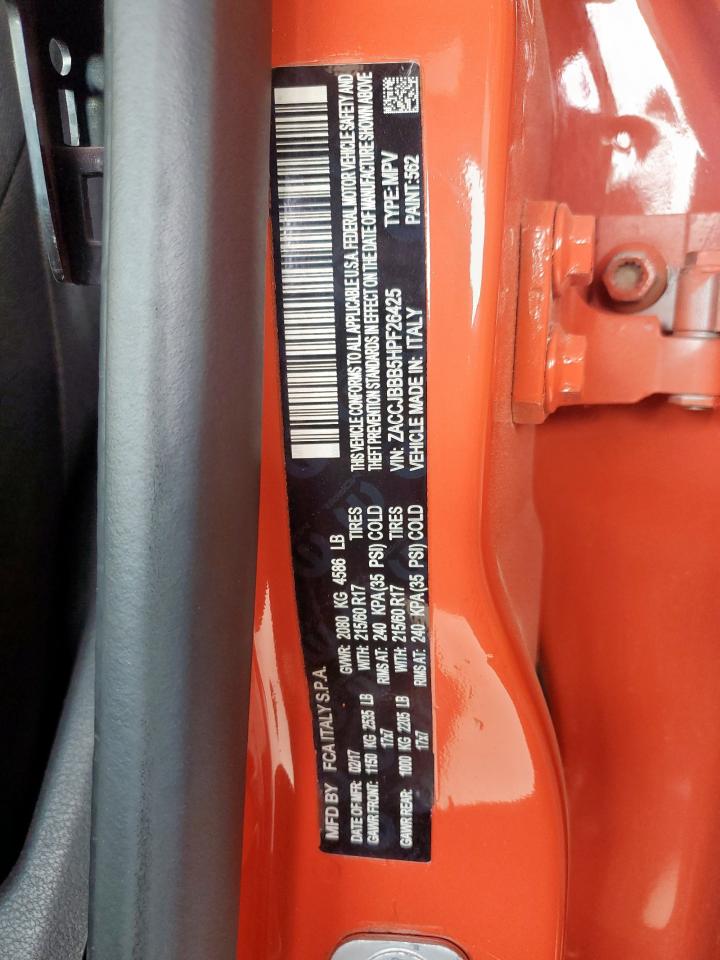 MFD BY FCA ITALY S.P.A.
DATE OF MFR: 02/17 GVWR: 2080 KG 4586 LB
GAWR FRONT: 1150 KG 2535 LB WITH: 215/60 R17 TIRES
17x7 RIMS AT: 240 KPA(35 PSI) COLD
GAWR REAR: 1000 KG 2205 LB WITH: 215/60 R17 TIRES
17x7 RIMS AT: 240 KPA(35 PSI) COLD
THIS VEHICLE CONFORMS TO ALL APPLICABLE U.S.A. FEDERAL MOTOR VEHICLE SAFETY AND
THEFT PREVENTION STANDARDS IN EFFECT ON THE DATE OF MANUFACTURE SHOWN ABOVE
VIN: ZACCJBBB5HPF26425 TYPE:MPV
VEHICLE MADE IN: ITALY PAINT:562